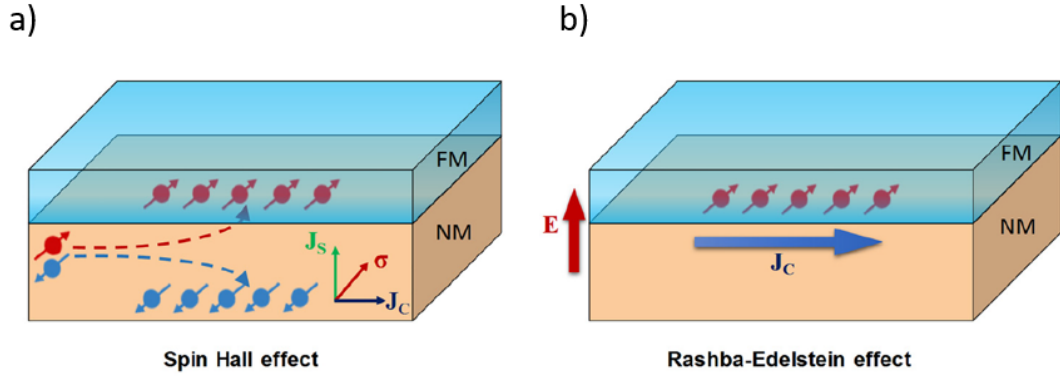 a)
FM
NM
J_S
σ
J_C
Spin Hall effect
b)
FM
NM
E
J_C
Rashba-Edelstein effect